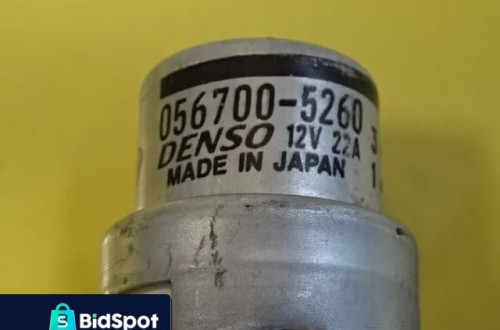 056700-5260
DENSO 12V 22A
MADE IN JAPAN
BidSpot